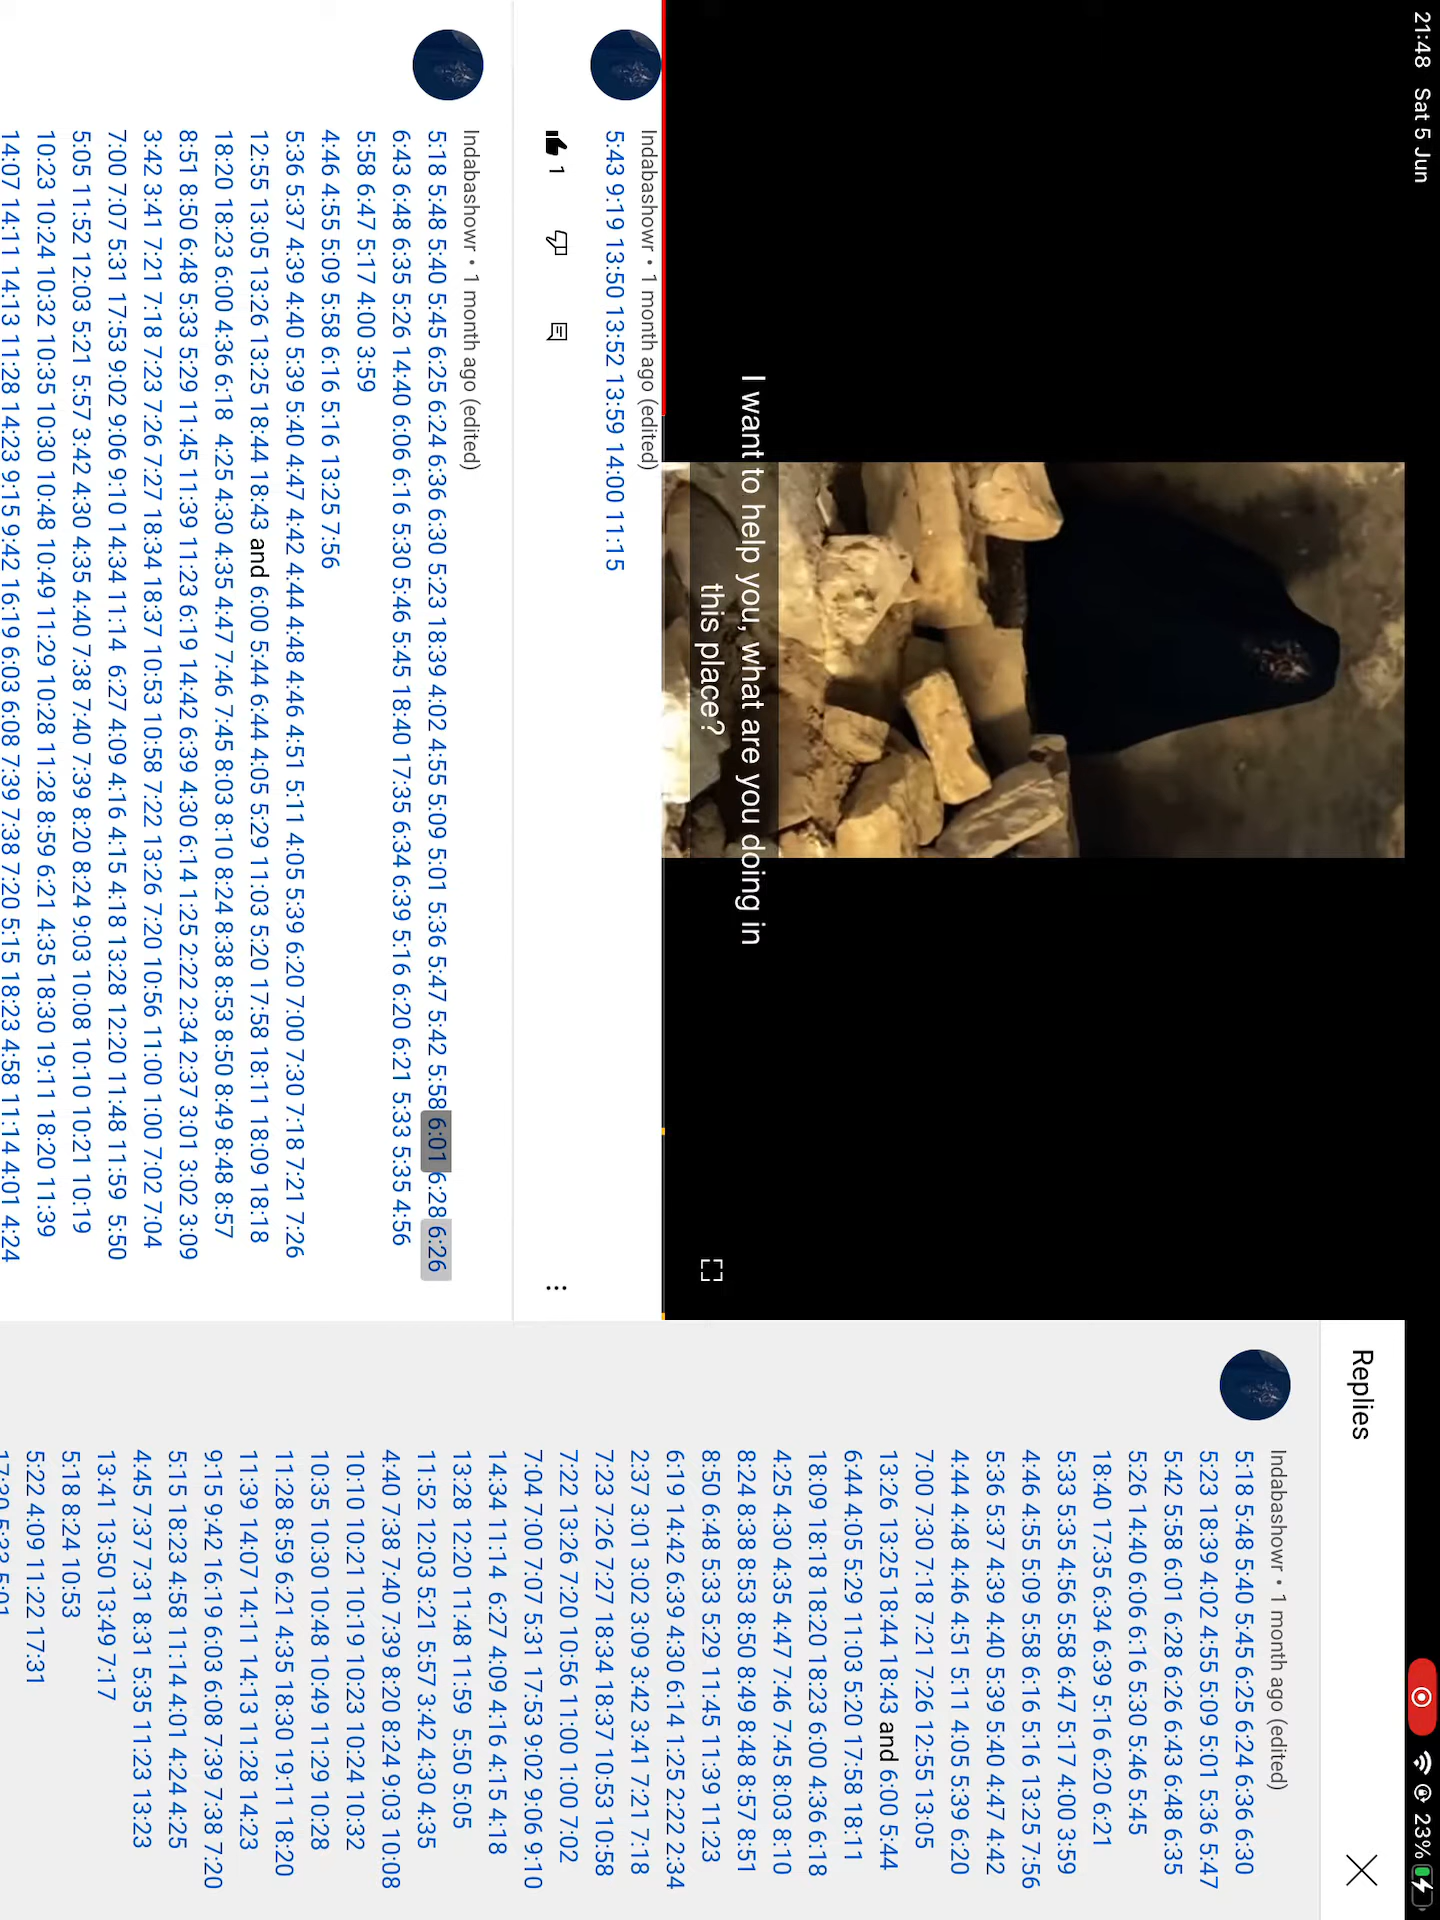 21:48 Sat 5 Jun
23%
I want to help you, what are you doing in
this place?
Indabashowr • 1 month ago (edited)
5:43 9:19 13:50 13:52 13:59 14:00 11:15
1
Indabashowr • 1 month ago (edited)
5:18 5:48 5:40 5:45 6:25 6:24 6:36 6:30 5:23 18:39 4:02 4:55 5:09 5:01 5:36 5:47 5:42 5:58 6:01 6:28 6:26
6:43 6:48 6:35 5:26 14:40 6:06 6:16 5:30 5:46 5:45 18:40 17:35 6:34 6:39 5:16 6:20 6:21 5:33 5:35 4:56
5:58 6:47 5:17 4:00 3:59
4:46 4:55 5:09 5:58 6:16 5:16 13:25 7:56
5:36 5:37 4:39 4:40 5:39 5:40 4:47 4:42 4:44 4:48 4:46 4:51 5:11 4:05 5:39 6:20 7:00 7:30 7:18 7:21 7:26
12:55 13:05 13:26 13:25 18:44 18:43 and 6:00 5:44 6:44 4:05 5:29 11:03 5:20 17:58 18:11 18:09 18:18
18:20 18:23 6:00 4:36 6:18 4:25 4:30 4:35 4:47 7:46 7:45 8:03 8:10 8:24 8:38 8:53 8:50 8:49 8:48 8:57
8:51 8:50 6:48 5:33 5:29 11:45 11:39 11:23 6:19 14:42 6:39 4:30 6:14 1:25 2:22 2:34 2:37 3:01 3:02 3:09
3:42 3:41 7:21 7:18 7:23 7:26 7:27 18:34 18:37 10:53 10:58 7:22 13:26 7:20 10:56 11:00 1:00 7:02 7:04
7:00 7:07 5:31 17:53 9:02 9:06 9:10 14:34 11:14 6:27 4:09 4:16 4:15 4:18 13:28 12:20 11:48 11:59 5:50
5:05 11:52 12:03 5:21 5:57 3:42 4:30 4:35 4:40 7:38 7:40 7:39 8:20 8:24 9:03 10:08 10:10 10:21 10:19
10:23 10:24 10:32 10:35 10:30 10:48 10:49 11:29 10:28 11:28 8:59 6:21 4:35 18:30 19:11 18:20 11:39
14:07 14:11 14:13 11:28 14:23 9:15 9:42 16:19 6:03 6:08 7:39 7:38 7:20 5:15 18:23 4:58 11:14 4:01 4:24
Replies
Indabashowr • 1 month ago (edited)
5:18 5:48 5:40 5:45 6:25 6:24 6:36 6:30
5:23 18:39 4:02 4:55 5:09 5:01 5:36 5:47
5:42 5:58 6:01 6:28 6:26 6:43 6:48 6:35
5:26 14:40 6:06 6:16 5:30 5:46 5:45
18:40 17:35 6:34 6:39 5:16 6:20 6:21
5:33 5:35 4:56 5:58 6:47 5:17 4:00 3:59
4:46 4:55 5:09 5:58 6:16 5:16 13:25 7:56
5:36 5:37 4:39 4:40 5:39 5:40 4:47 4:42
4:44 4:48 4:46 4:51 5:11 4:05 5:39 6:20
7:00 7:30 7:18 7:21 7:26 12:55 13:05
13:26 13:25 18:44 18:43 and 6:00 5:44
6:44 4:05 5:29 11:03 5:20 17:58 18:11
18:09 18:18 18:20 18:23 6:00 4:36 6:18
4:25 4:30 4:35 4:47 7:46 7:45 8:03 8:10
8:24 8:38 8:53 8:50 8:49 8:48 8:57 8:51
8:50 6:48 5:33 5:29 11:45 11:39 11:23
6:19 14:42 6:39 4:30 6:14 1:25 2:22 2:34
2:37 3:01 3:02 3:09 3:42 3:41 7:21 7:18
7:23 7:26 7:27 18:34 18:37 10:53 10:58
7:22 13:26 7:20 10:56 11:00 1:00 7:02
7:04 7:00 7:07 5:31 17:53 9:02 9:06 9:10
14:34 11:14 6:27 4:09 4:16 4:15 4:18
13:28 12:20 11:48 11:59 5:50 5:05
11:52 12:03 5:21 5:57 3:42 4:30 4:35
4:40 7:38 7:40 7:39 8:20 8:24 9:03 10:08
10:10 10:21 10:19 10:23 10:24 10:32
10:35 10:30 10:48 10:49 11:29 10:28
11:28 8:59 6:21 4:35 18:30 19:11 18:20
11:39 14:07 14:11 14:13 11:28 14:23
9:15 9:42 16:19 6:03 6:08 7:39 7:38 7:20
5:15 18:23 4:58 11:14 4:01 4:24 4:25
4:45 7:37 7:31 8:31 5:35 11:23 13:23
13:41 13:50 13:49 7:17
5:18 8:24 10:53
5:22 4:09 11:22 17:31